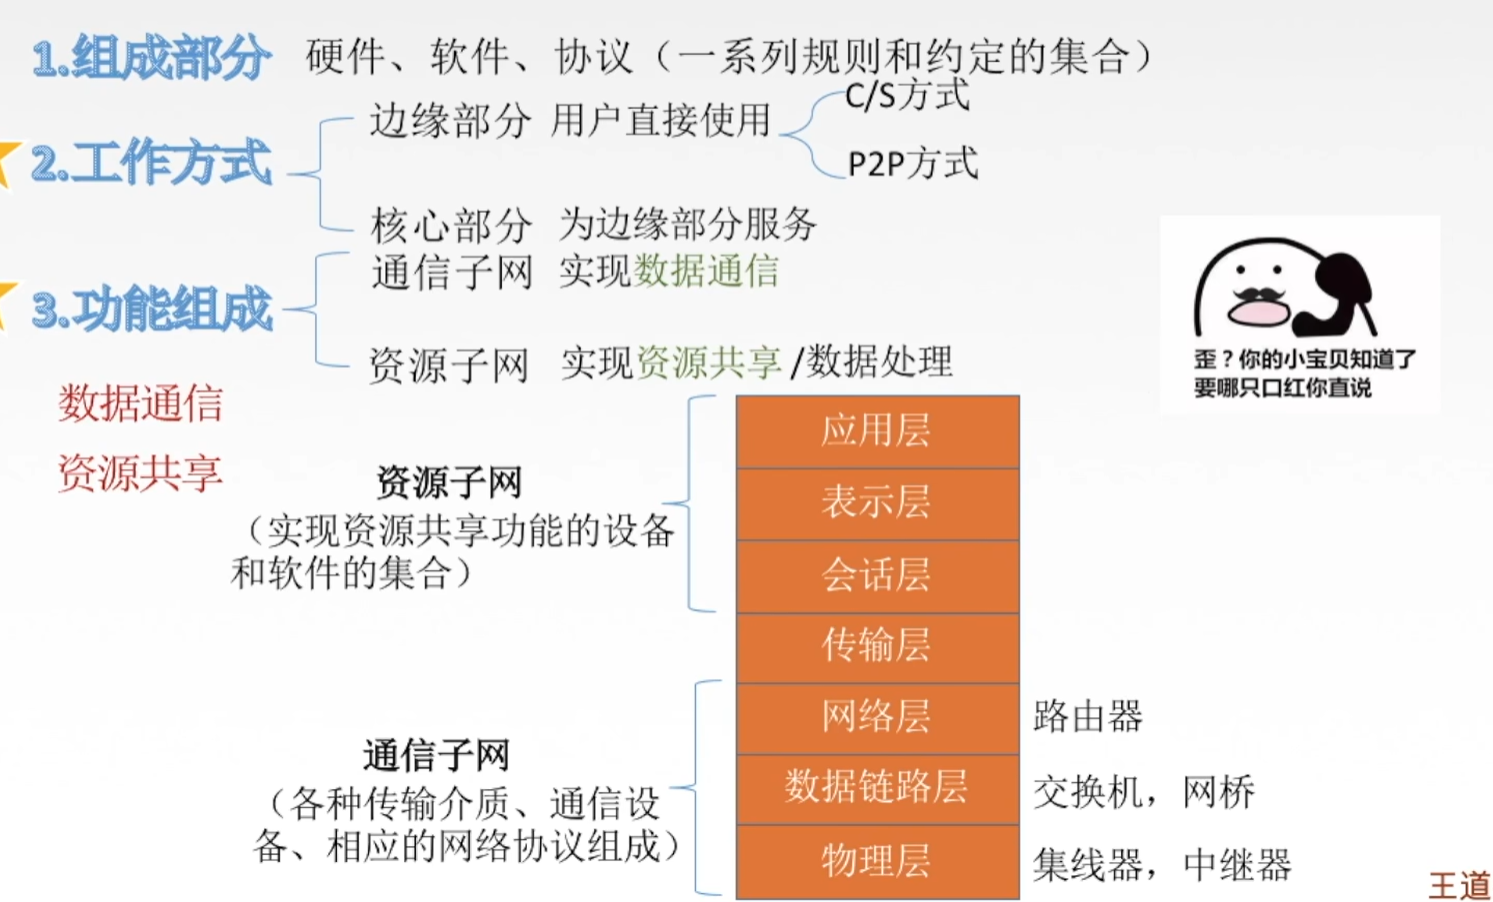 1.组成部分 硬件、软件、协议（一系列规则和约定的集合）
C/S方式
边缘部分 用户直接使用
2.工作方式
P2P方式
核心部分 为边缘部分服务
通信子网 实现数据通信
3.功能组成
资源子网 实现资源共享/数据处理
歪？你的小宝贝知道了
要哪只口红你直说
数据通信
资源共享
资源子网
（实现资源共享功能的设备
和软件的集合）
应用层
表示层
会话层
传输层
网络层 路由器
通信子网
（各种传输介质、通信设
备、相应的网络协议组成）
数据链路层 交换机，网桥
物理层 集线器，中继器
王道